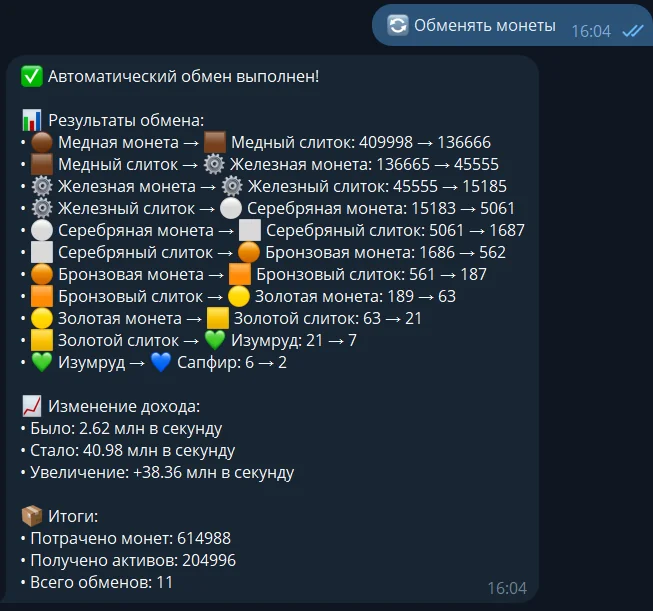 🔄 Обменять монеты
16:04
✅ Автоматический обмен выполнен!
📊 Результаты обмена:
• 🟤 Медная монета → 🟫 Медный слиток: 409998 → 136666
• 🟫 Медный слиток → ⚙️ Железная монета: 136665 → 45555
• ⚙️ Железная монета → ⚙️ Железный слиток: 45555 → 15185
• ⚙️ Железный слиток → ⚪ Серебряная монета: 15183 → 5061
• ⚪ Серебряная монета → ⬜ Серебряный слиток: 5061 → 1687
• ⬜ Серебряный слиток → 🟠 Бронзовая монета: 1686 → 562
• 🟠 Бронзовая монета → 🟧 Бронзовый слиток: 561 → 187
• 🟧 Бронзовый слиток → 🟡 Золотая монета: 189 → 63
• 🟡 Золотая монета → 🟨 Золотой слиток: 63 → 21
• 🟨 Золотой слиток → 💚 Изумруд: 21 → 7
• 💚 Изумруд → 💙 Сапфир: 6 → 2
📈 Изменение дохода:
• Было: 2.62 млн в секунду
• Стало: 40.98 млн в секунду
• Увеличение: +38.36 млн в секунду
📦 Итоги:
• Потрачено монет: 614988
• Получено активов: 204996
• Всего обменов: 11
16:04